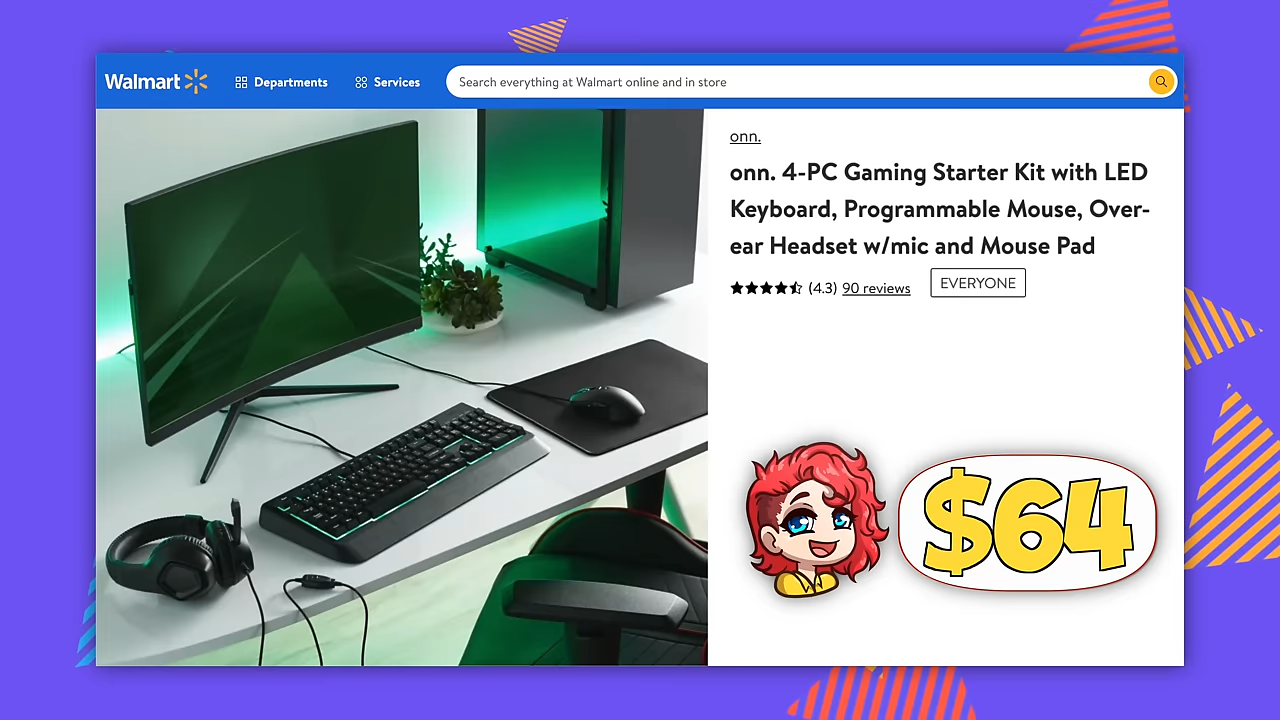 Walmart
Departments
Services
Search everything at Walmart online and in store
onn.
onn. 4-PC Gaming Starter Kit with LED
Keyboard, Programmable Mouse, Over-
ear Headset w/mic and Mouse Pad
(4.3) 90 reviews
EVERYONE
$64